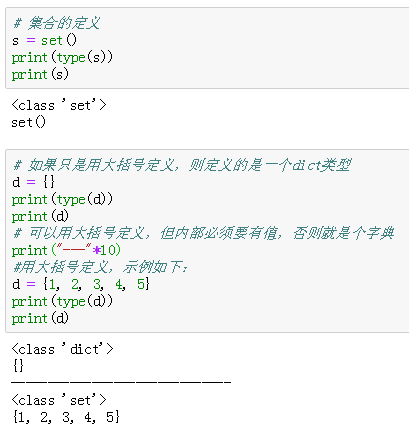 # 集合的定义
s = set()
print(type(s))
print(s)
<class 'set'>
set()
# 如果只是用大括号定义，则定义的是一个dict类型
d = {}
print(type(d))
print(d)
# 可以用大括号定义，但内部必须要有值，否则就是个字典
print("---"*10)
#用大括号定义，示例如下：
d = {1, 2, 3, 4, 5}
print(type(d))
print(d)
<class 'dict'>
{}
------------------------------
<class 'set'>
{1, 2, 3, 4, 5}